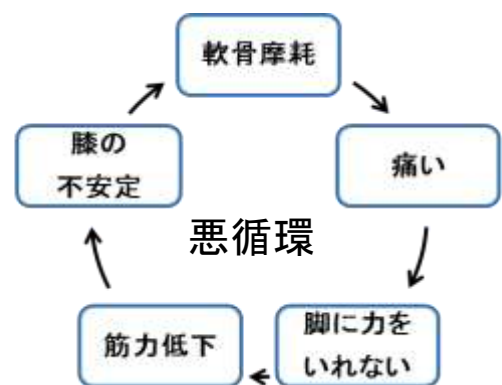 軟骨摩耗
痛い
脚に力を
いれない
筋力低下
膝の
不安定
悪循環